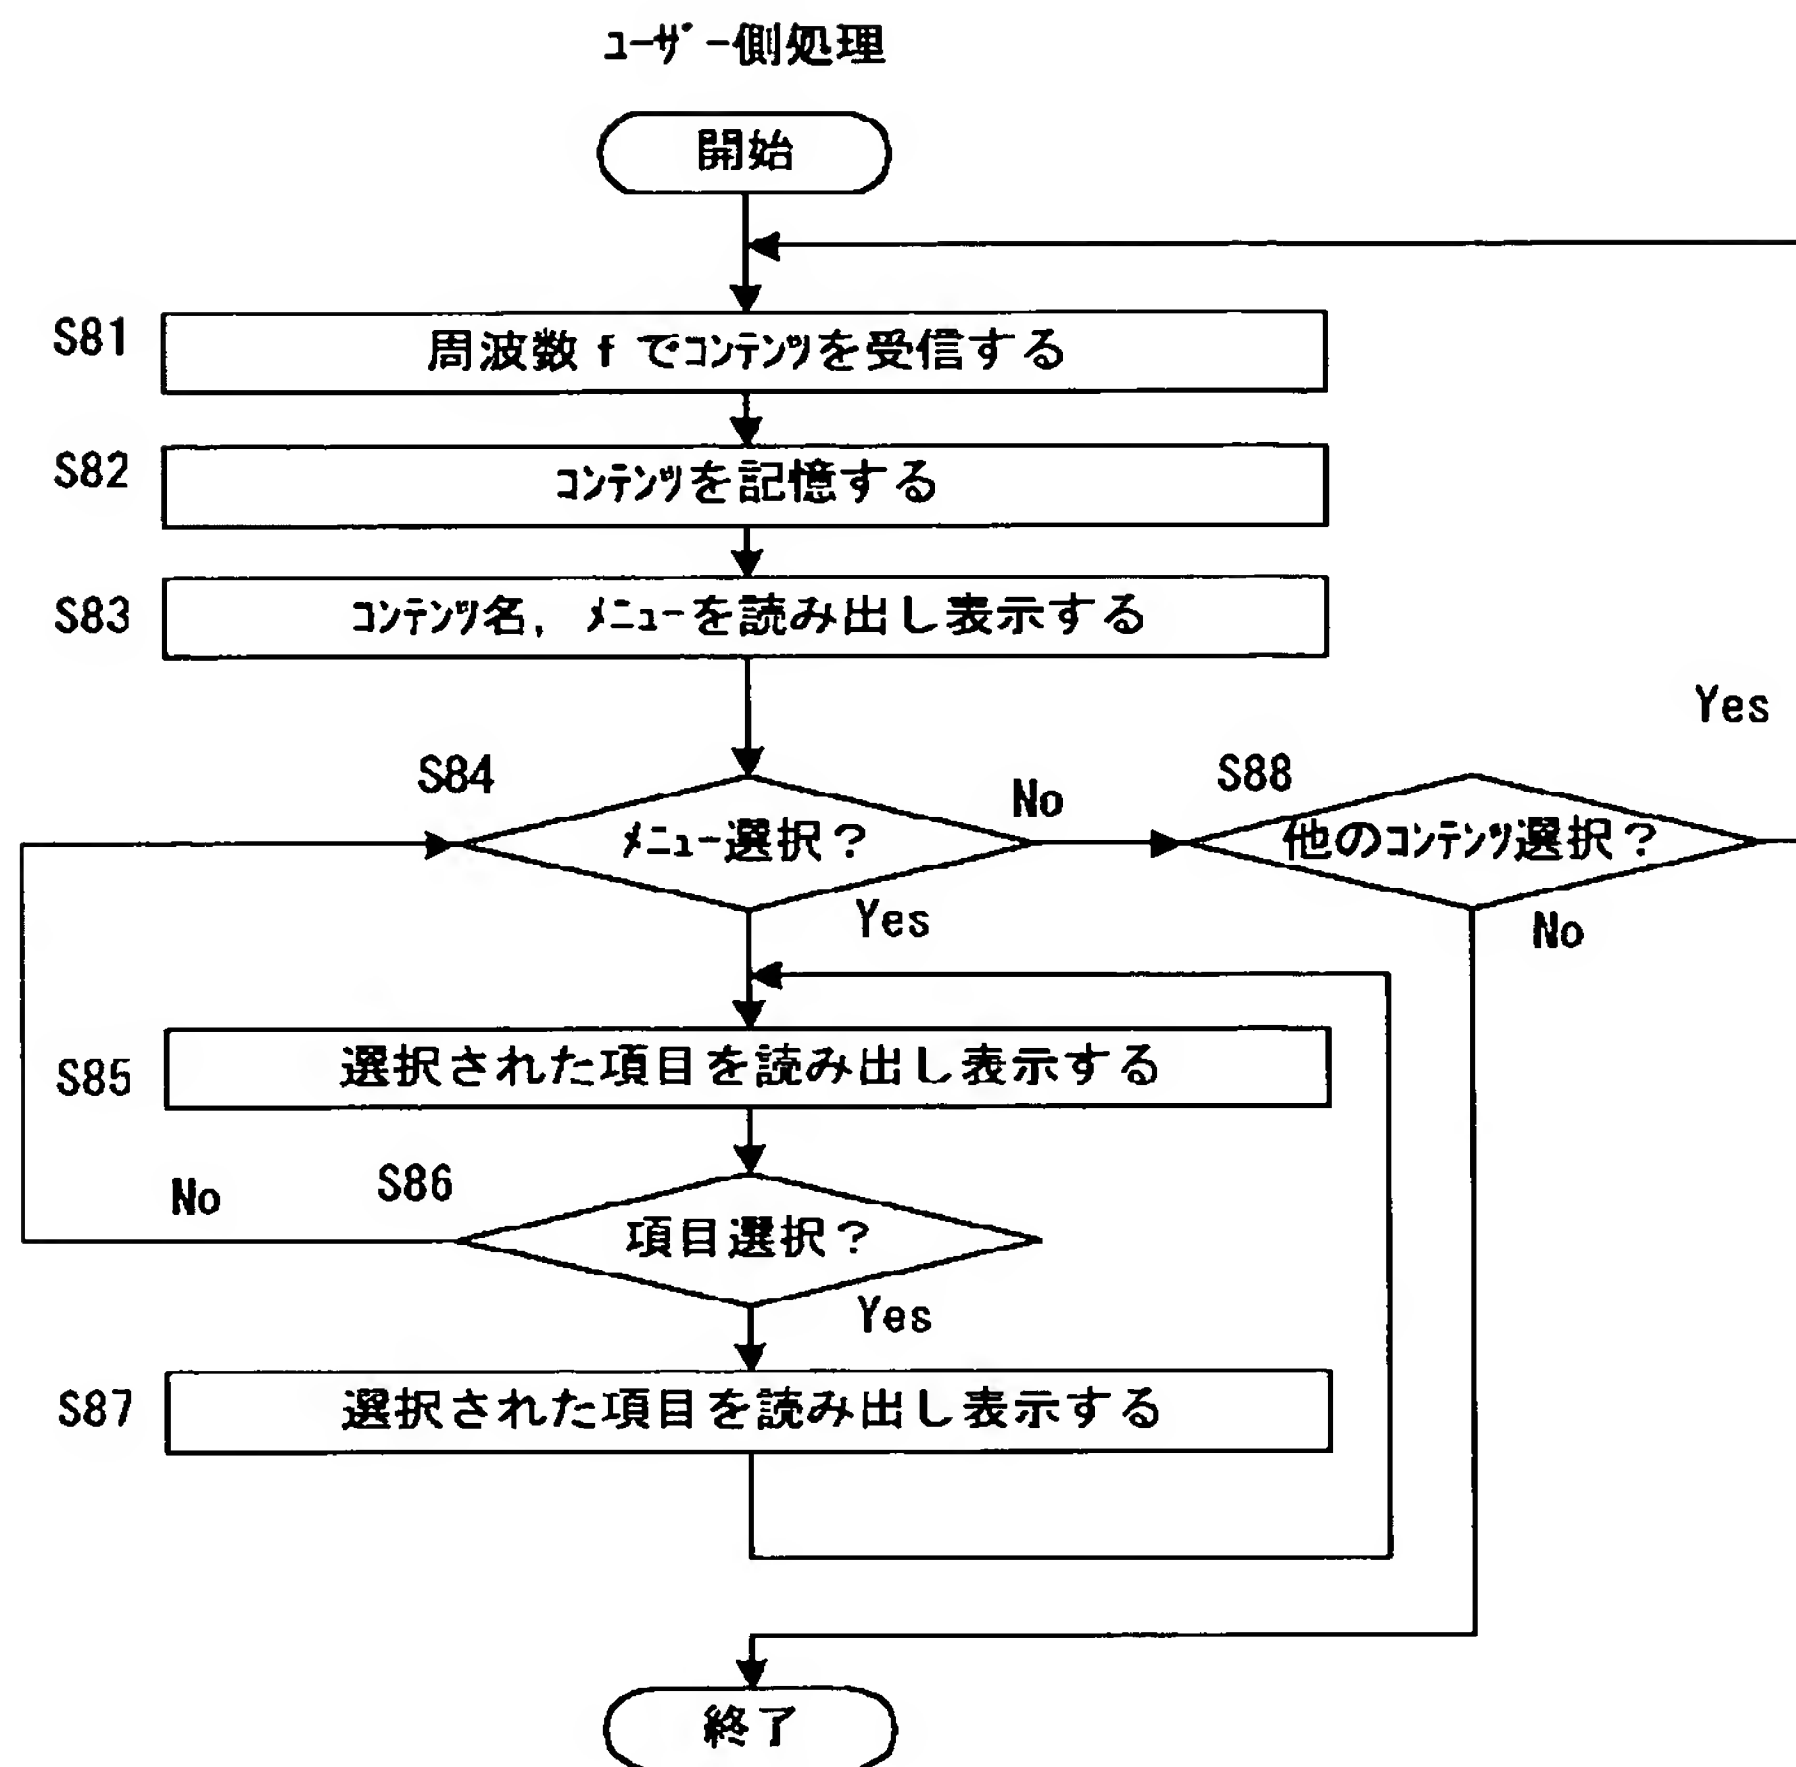 ユーザー側処理
開始
S81
周波数 f でコンテンツを受信する
S82
コンテンツを記憶する
S83
コンテンツ名, メニューを読み出し表示する
Yes
S84
メニュー選択？
No
S88
他のコンテンツ選択？
Yes
No
S85
選択された項目を読み出し表示する
No
S86
項目選択？
Yes
S87
選択された項目を読み出し表示する
終了